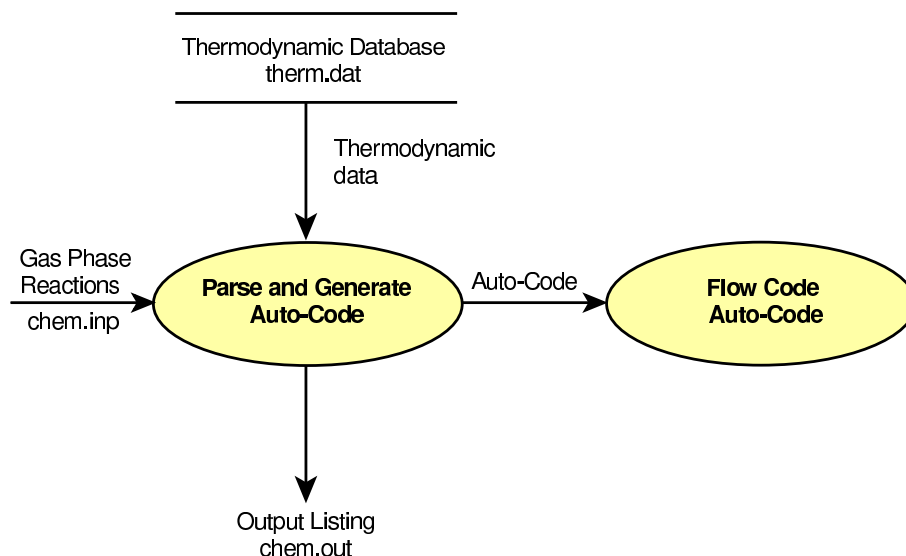 Thermodynamic Database
therm.dat
Thermodynamic
data
Gas Phase
Reactions
chem.inp
Parse and Generate
Auto-Code
Auto-Code
Flow Code
Auto-Code
Output Listing
chem.out